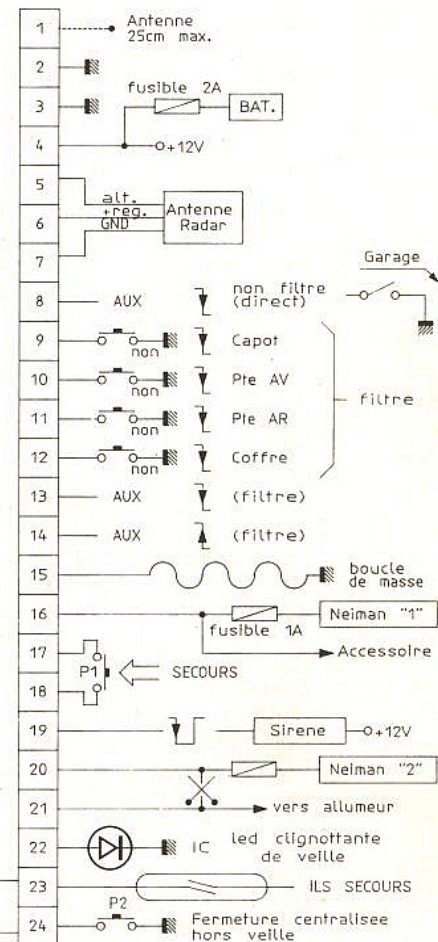 1 Antenne
25cm max.
2
fusible 2A
3 BAT.
4 +12V
5
alt.
6 +reg. Antenne
GND Radar
7
Garage
8 AUX non filtre
(direct)
9 non Capot
10 non Pte AV
filtre
11 non Pte AR
12 non Coffre
13 AUX (filtre)
14 AUX (filtre)
15 boucle
de masse
16 Neiman "1"
fusible 1A
17 Accessoire
P1 SECOURS
18
19 Sirene +12V
20 Neiman "2"
21 vers allumeur
22 IC led clignottante
de veille
23 ILS SECOURS
P2
24 Fermeture centralisee
hors veille